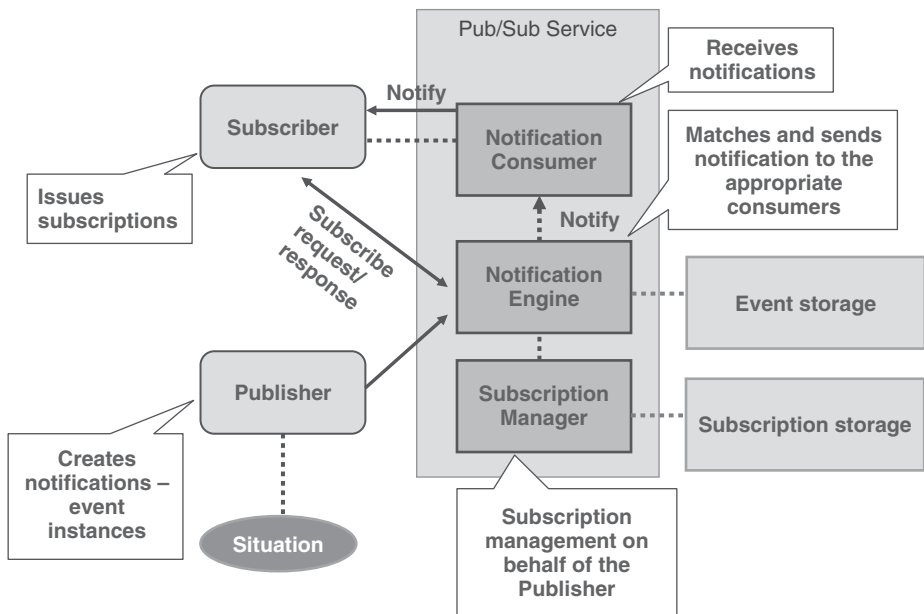 Pub/Sub Service
Receives
notifications
Notify
Subscriber
Notification
Consumer
Matches and sends
notification to the
appropriate
consumers
Issues
subscriptions
Notify
Subscribe
request/
response
Notification
Engine
Event storage
Publisher
Subscription
Manager
Subscription storage
Creates
notifications –
event
instances
Situation
Subscription
management on
behalf of the
Publisher